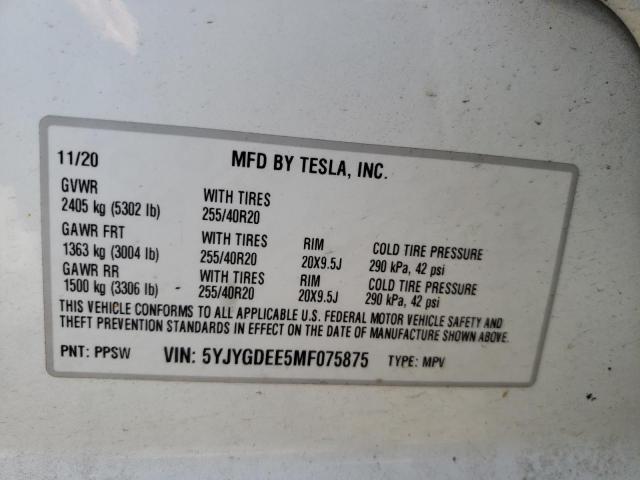 11/20 MFD BY TESLA, INC.
GVWR WITH TIRES
2405 kg (5302 lb) 255/40R20
GAWR FRT WITH TIRES RIM COLD TIRE PRESSURE
1363 kg (3004 lb) 255/40R20 20X9.5J 290 kPa, 42 psi
GAWR RR WITH TIRES RIM COLD TIRE PRESSURE
1500 kg (3306 lb) 255/40R20 20X9.5J 290 kPa, 42 psi
THIS VEHICLE CONFORMS TO ALL APPLICABLE U.S. FEDERAL MOTOR VEHICLE SAFETY AND
THEFT PREVENTION STANDARDS IN EFFECT ON THE DATE OF MANUFACTURE SHOWN ABOVE.
PNT: PPSW VIN: 5YJYGDEE5MF075875 TYPE: MPV